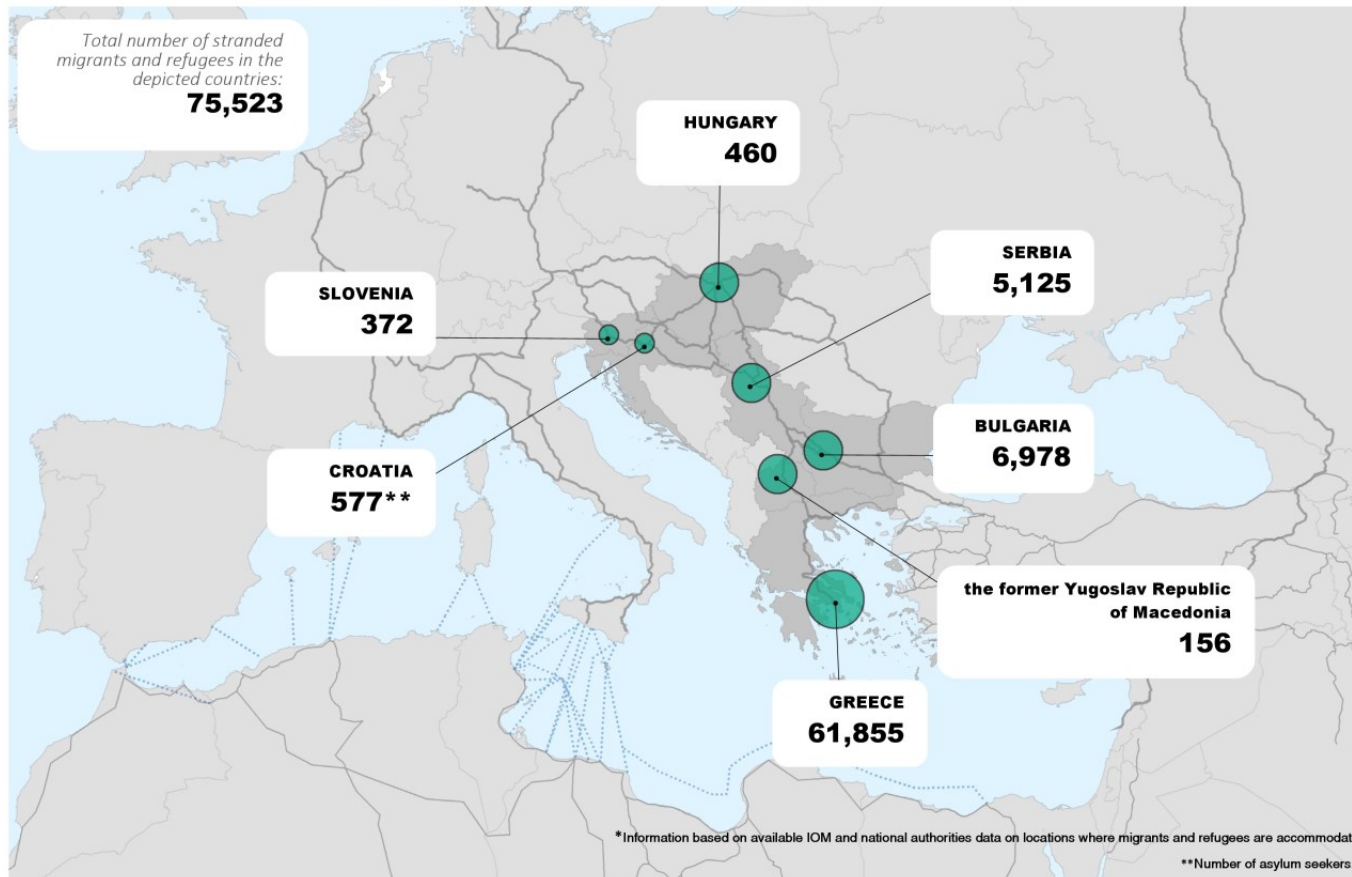 Total number of stranded
migrants and refugees in the
depicted countries:
75,523
HUNGARY
460
SERBIA
5,125
SLOVENIA
372
BULGARIA
6,978
CROATIA
577**
the former Yugoslav Republic
of Macedonia
156
GREECE
61,855
*Information based on available IOM and national authorities data on locations where migrants and refugees are accommodat
**Number of asylum seekers